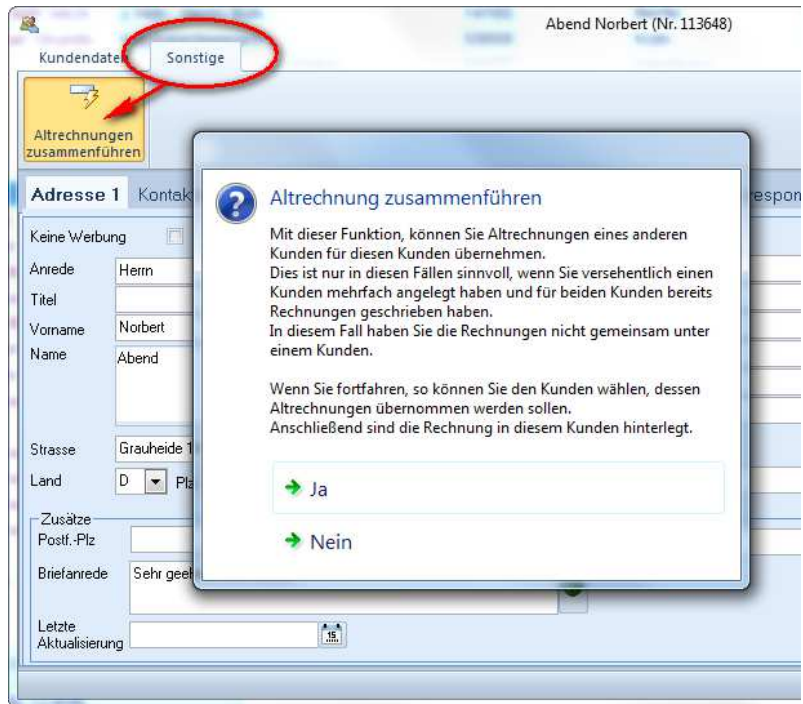 Abend Norbert (Nr. 113648)
Kundendaten Sonstige
Altrechnungen
zusammenführen
Adresse 1 Kontak
respon
Keine Werbung
Anrede Herrn
Titel
Vorname Norbert
Name Abend
Strasse Grauheide 1
Land D Plz
Zusätze
Postf.-Plz
Briefanrede Sehr geeh
Letzte
Aktualisierung 15
Altrechnung zusammenführen
Mit dieser Funktion, können Sie Altrechnungen eines anderen
Kunden für diesen Kunden übernehmen.
Dies ist nur in diesen Fällen sinnvoll, wenn Sie versehentlich einen
Kunden mehrfach angelegt haben und für beiden Kunden bereits
Rechnungen geschrieben haben.
In diesem Fall haben Sie die Rechnungen nicht gemeinsam unter
einem Kunden.
Wenn Sie fortfahren, so können Sie den Kunden wählen, dessen
Altrechnungen übernommen werden sollen.
Anschließend sind die Rechnung in diesem Kunden hinterlegt.
Ja
Nein